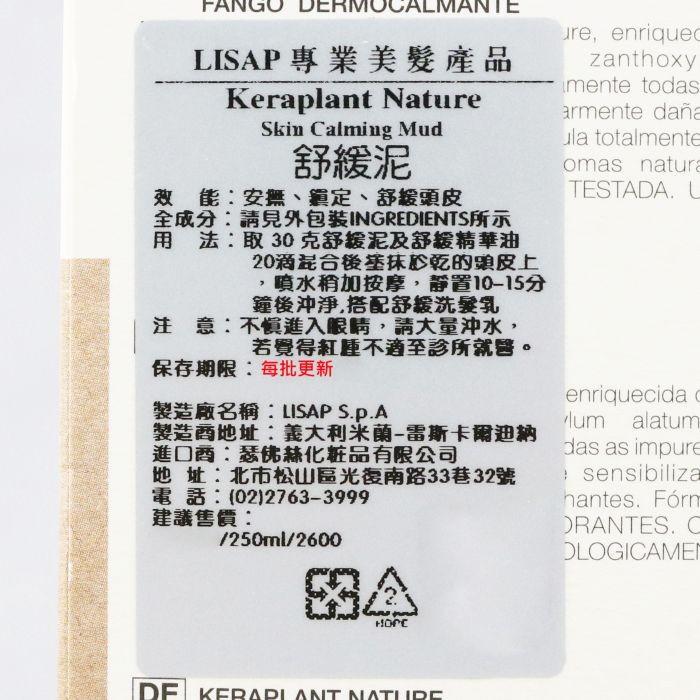 FANGO DERMOCALMANTE
LISAP 專業美髮產品
Keraplant Nature
Skin Calming Mud
舒緩泥
效 能：安撫、鎮定、舒緩頭皮
全成分：請見外包裝INGREDIENTS所示
用 法：取 30 克舒緩泥及舒緩精華油
20滴混合後塗抹於乾的頭皮上
，噴水稍加按摩，靜置10-15分
鐘後沖淨,搭配舒緩洗髮乳
注 意：不慎進入眼睛，請大量沖水，
若覺得紅腫不適至診所就醫。
保存期限：每批更新
製造廠名稱：LISAP S.p.A
製造商地址：義大利米蘭-雷斯卡爾迪納
進口商：瑟佛絲化粧品有限公司
地 址：北市松山區光復南路33巷32號
電 話：(02)2763-3999
建議售價：
/250ml/2600
2
HDPE
ure, enriquec
zanthoxy
amente todas
armente daña
ula totalmente
omas natura
TESTADA. U
enriquecida c
ylum alatum
das as impure
sensibiliza
hantes. Fórm
ORANTES. C
OLOGICAMEN
DE KERAPLANT NATURE